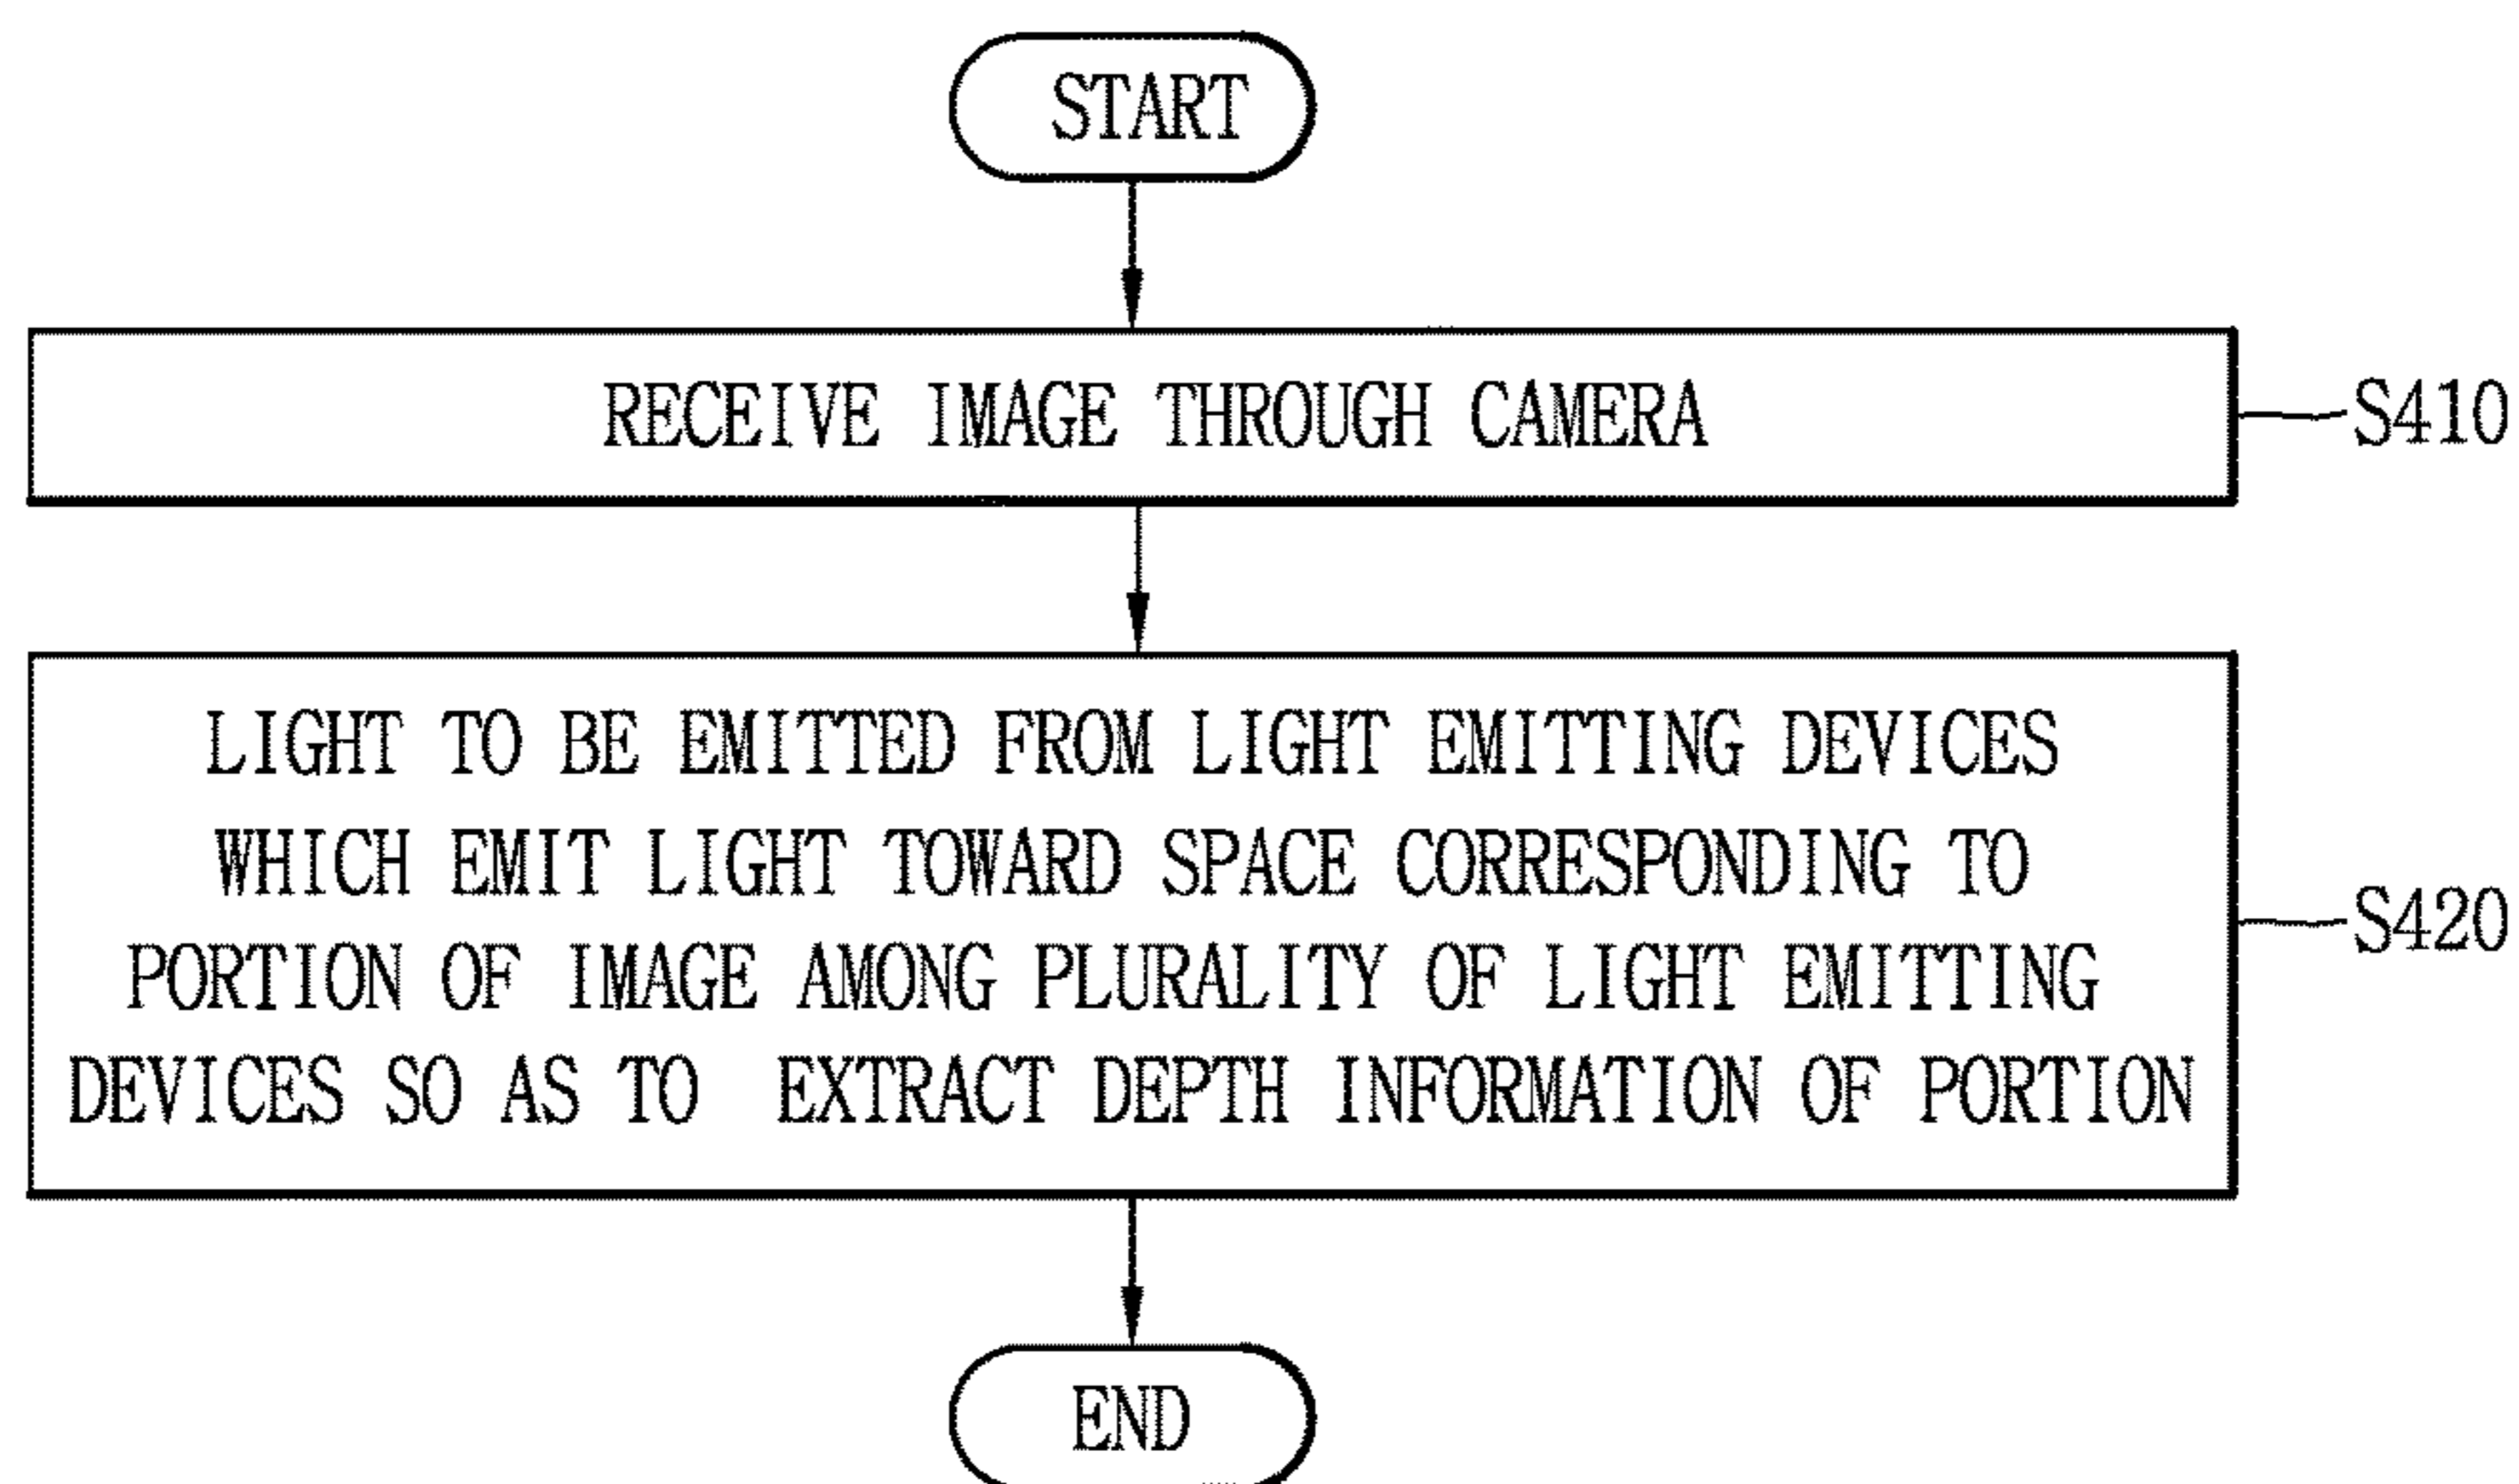 START
RECEIVE IMAGE THROUGH CAMERA
S410
LIGHT TO BE EMITTED FROM LIGHT EMITTING DEVICES
WHICH EMIT LIGHT TOWARD SPACE CORRESPONDING TO
PORTION OF IMAGE AMONG PLURALITY OF LIGHT EMITTING
DEVICES SO AS TO EXTRACT DEPTH INFORMATION OF PORTION
S420
END